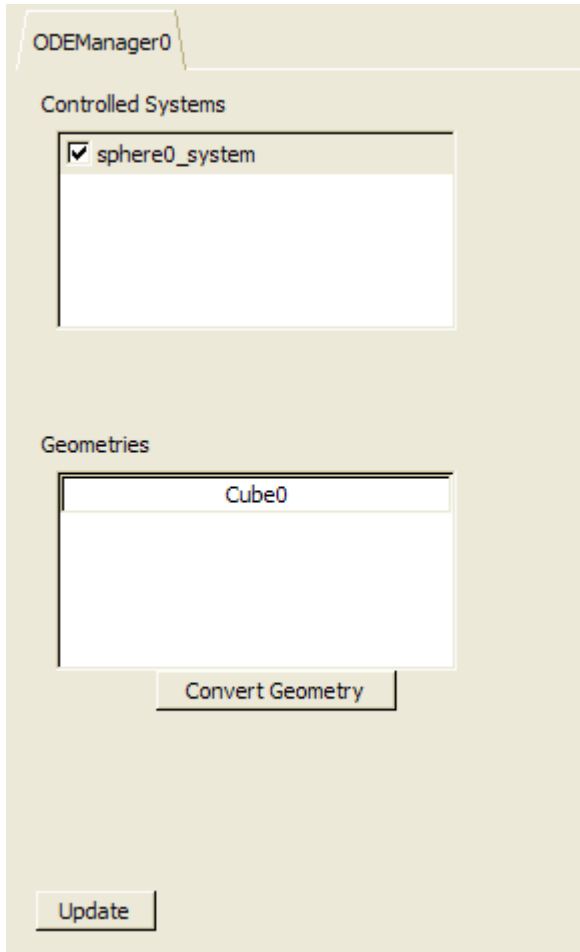 ODEManager0
Controlled Systems
sphere0_system
Geometries
Cube0
Convert Geometry
Update